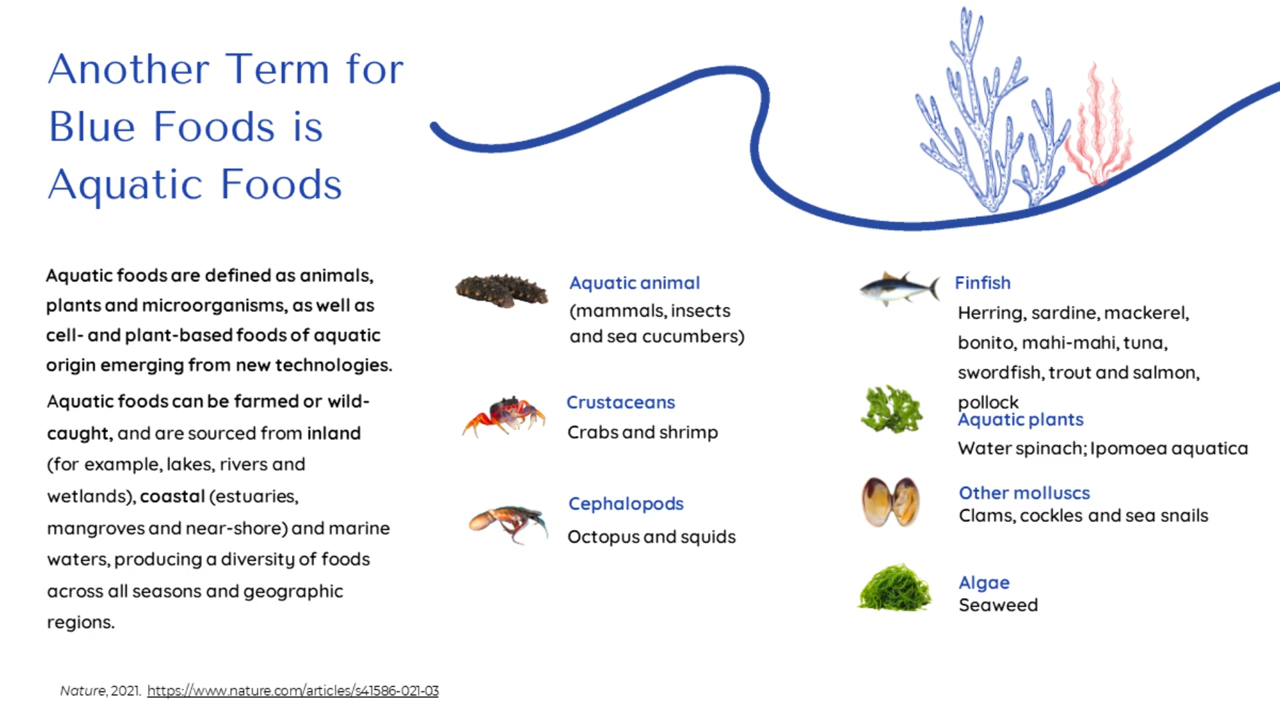 Another Term for
Blue Foods is
Aquatic Foods
Aquatic foods are defined as animals,
plants and microorganisms, as well as
cell- and plant-based foods of aquatic
origin emerging from new technologies.
Aquatic foods can be farmed or wild-
caught, and are sourced from inland
(for example, lakes, rivers and
wetlands), coastal (estuaries,
mangroves and near-shore) and marine
waters, producing a diversity of foods
across all seasons and geographic
regions.
Aquatic animal
(mammals, insects
and sea cucumbers)
Crustaceans
Crabs and shrimp
Cephalopods
Octopus and squids
Finfish
Herring, sardine, mackerel,
bonito, mahi-mahi, tuna,
swordfish, trout and salmon,
pollock
Aquatic plants
Water spinach; Ipomoea aquatica
Other molluscs
Clams, cockles and sea snails
Algae
Seaweed
Nature, 2021. https://www.nature.com/articles/s41586-021-03